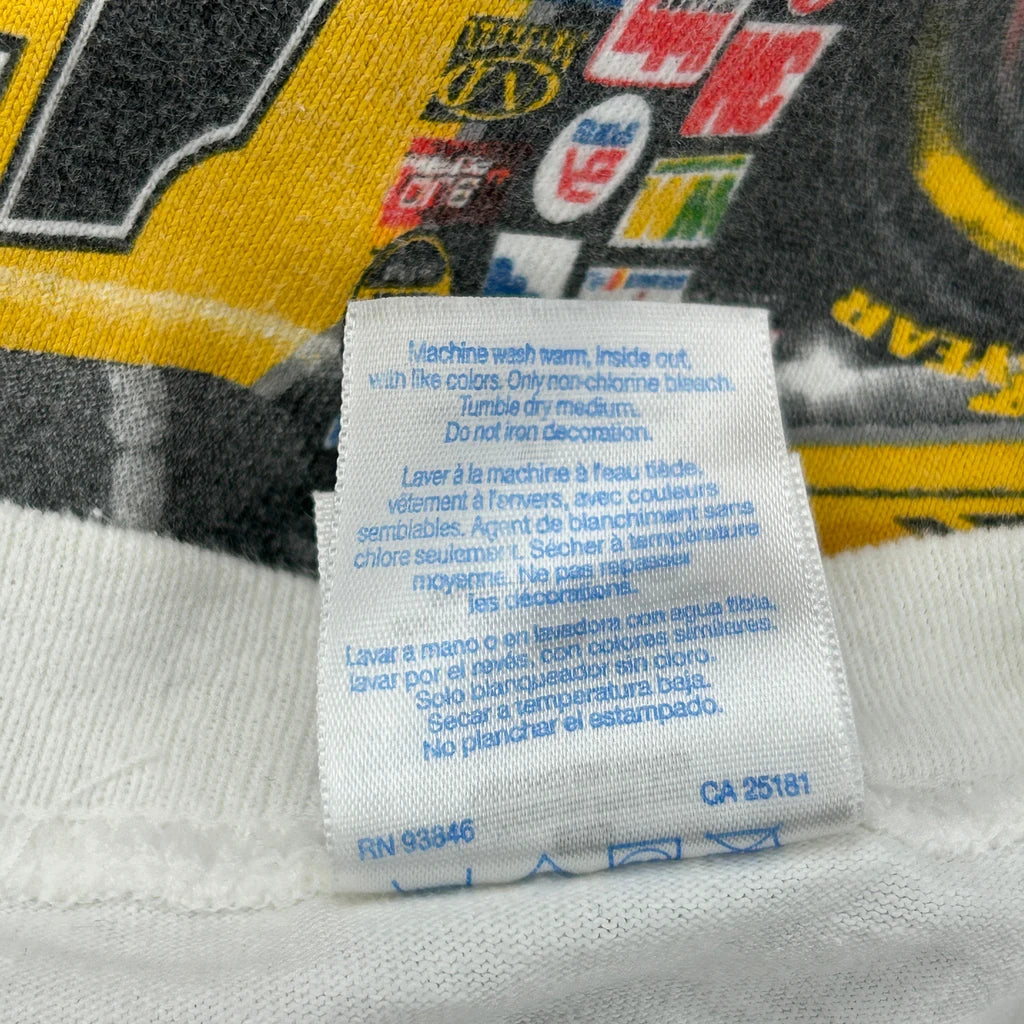 YEAR
Machine wash warm, inside out,
with like colors. Only non-chlorine bleach.
Tumble dry medium.
Do not iron decoration.
Laver à la machine à l'eau tiède,
vêtement à l'envers, avec couleurs
semblables. Agent de blanchiment sans
chlore seulement. Sécher à température
moyenne. Ne pas repasser
les décorations.
Lavar a mano o en lavadora con agua tibia,
lavar por el revés, con colores similares.
Solo blanqueador sin cloro.
Secar a temperatura baja.
No planchar el estampado.
CA 25181
RN 93846